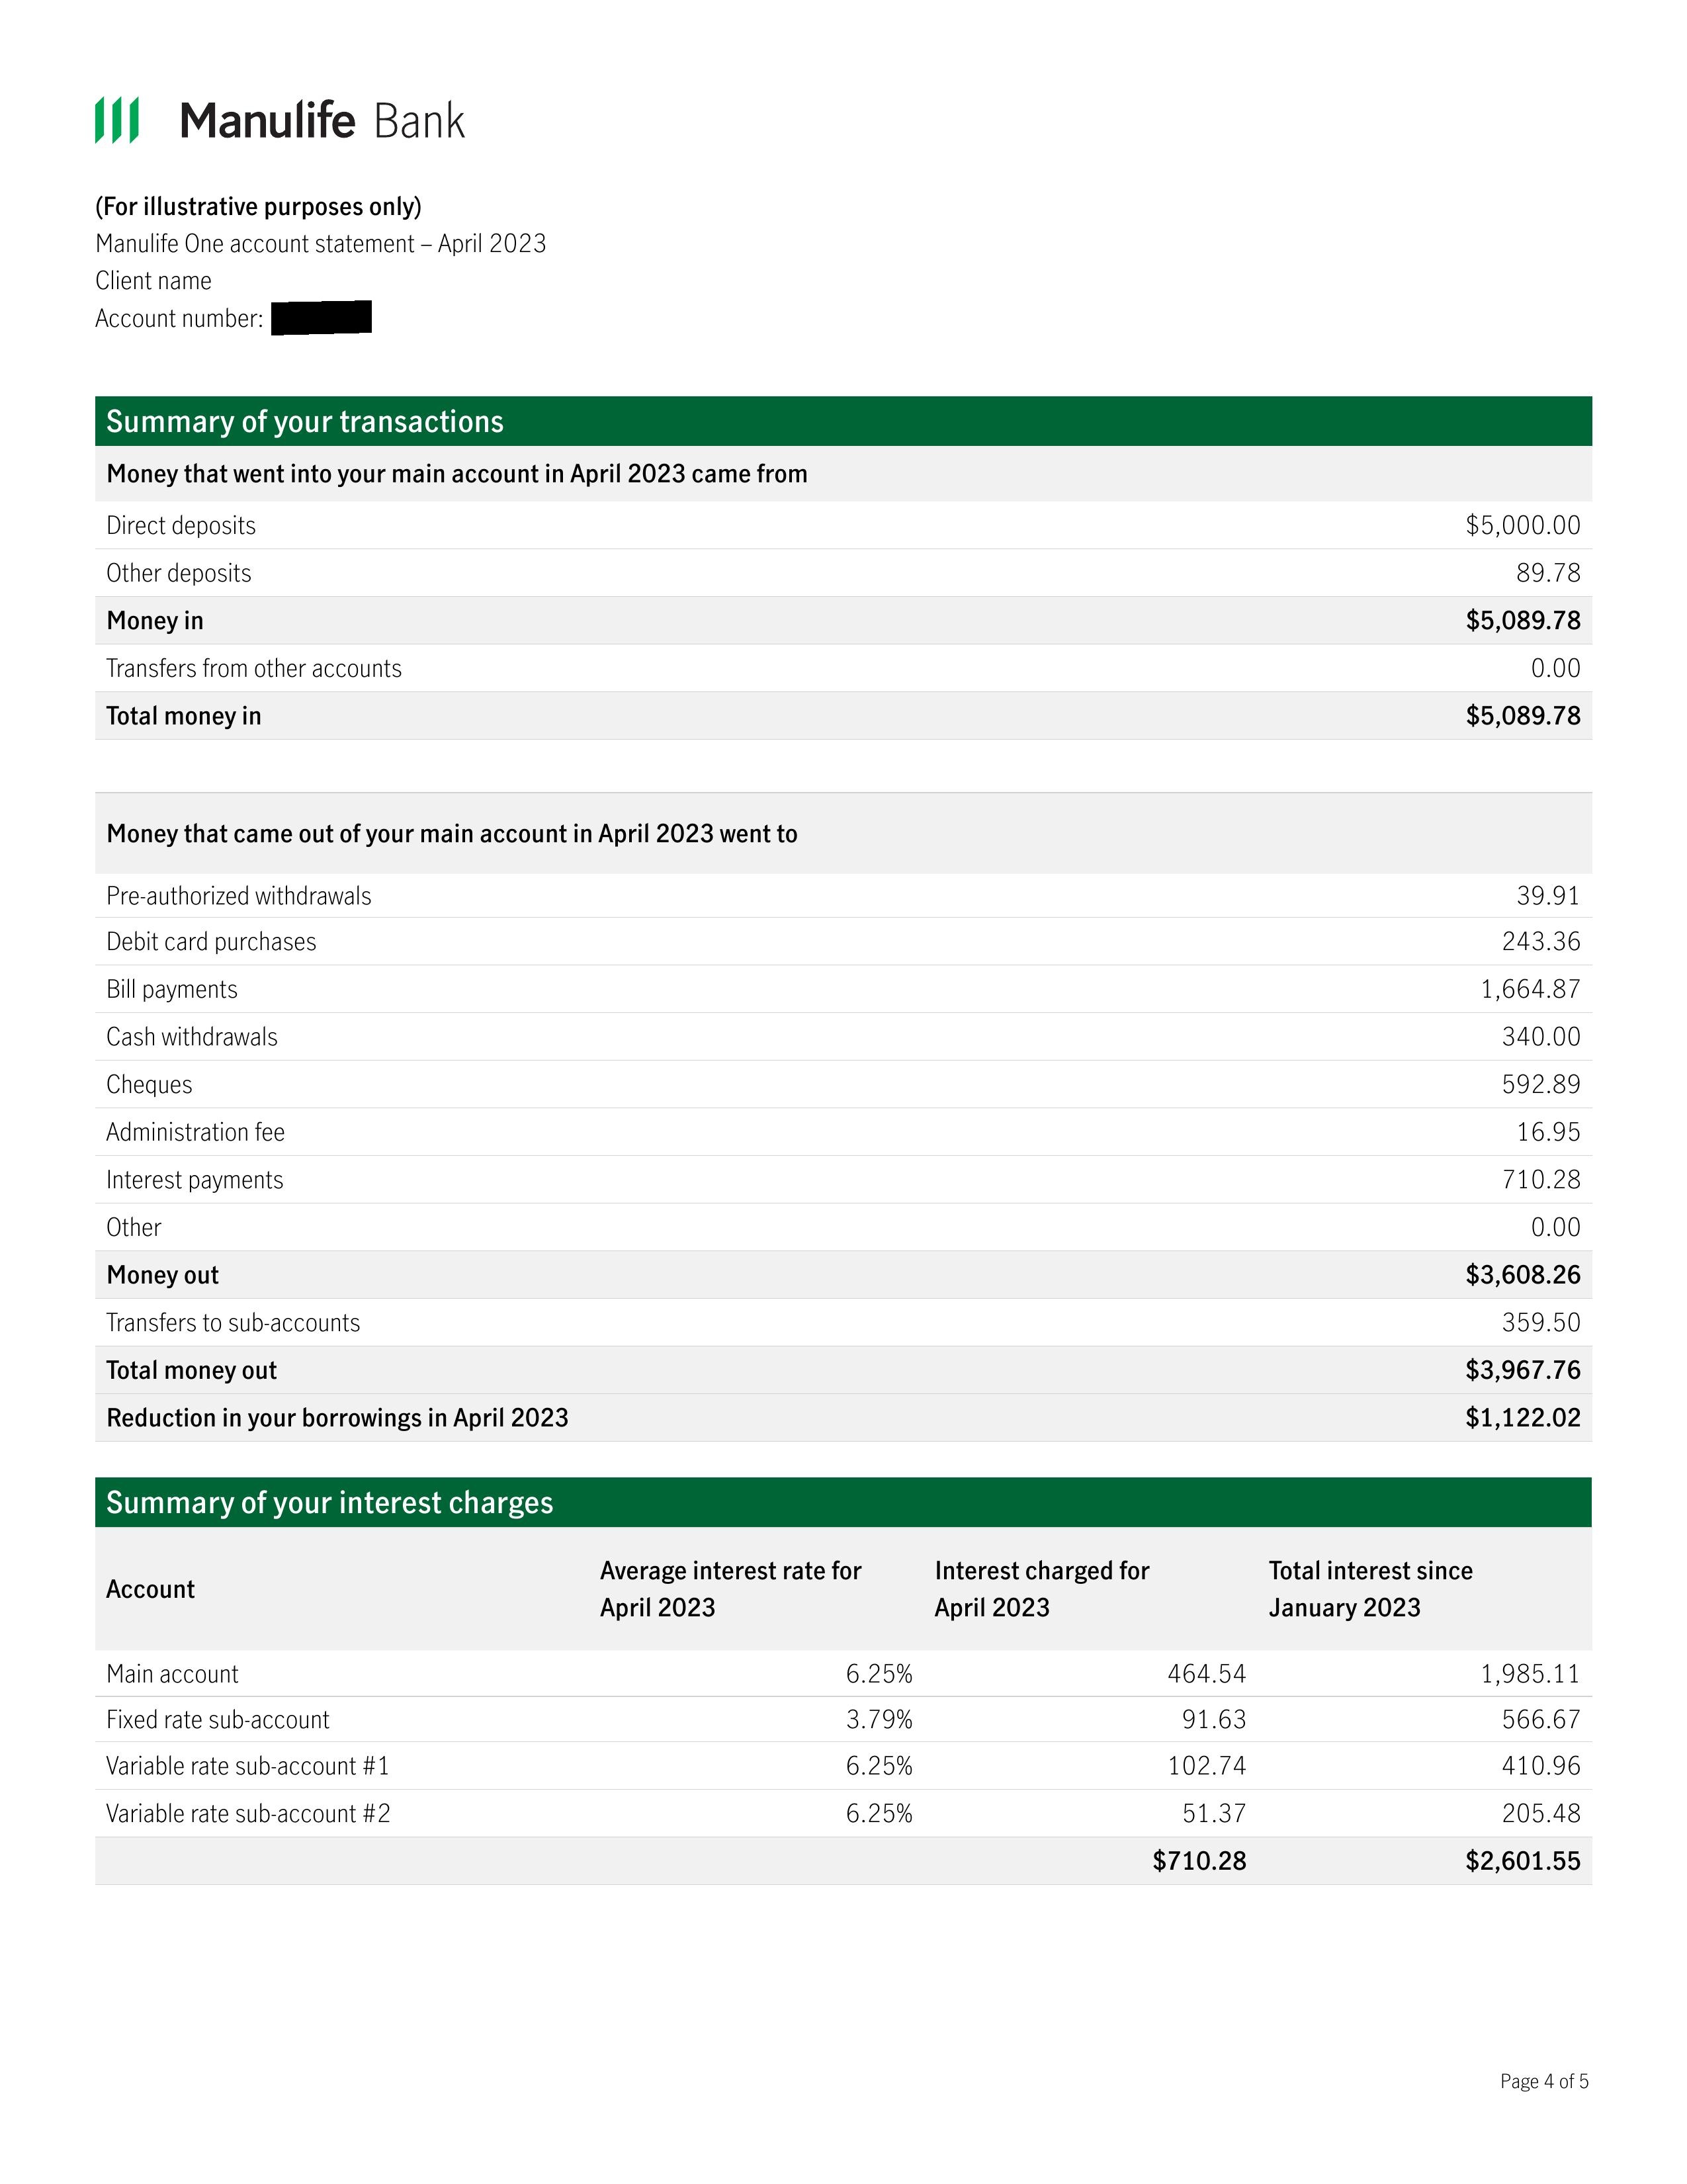 Manulife Bank
(For illustrative purposes only)
Manulife One account statement – April 2023
Client name
Account number:
Summary of your transactions
Money that went into your main account in April 2023 came from
Direct deposits $5,000.00
Other deposits 89.78
Money in $5,089.78
Transfers from other accounts 0.00
Total money in $5,089.78
Money that came out of your main account in April 2023 went to
Pre-authorized withdrawals 39.91
Debit card purchases 243.36
Bill payments 1,664.87
Cash withdrawals 340.00
Cheques 592.89
Administration fee 16.95
Interest payments 710.28
Other 0.00
Money out $3,608.26
Transfers to sub-accounts 359.50
Total money out $3,967.76
Reduction in your borrowings in April 2023 $1,122.02
Summary of your interest charges
Account Average interest rate for April 2023 Interest charged for April 2023 Total interest since January 2023
Main account 6.25% 464.54 1,985.11
Fixed rate sub-account 3.79% 91.63 566.67
Variable rate sub-account #1 6.25% 102.74 410.96
Variable rate sub-account #2 6.25% 51.37 205.48
$710.28 $2,601.55
Page 4 of 5